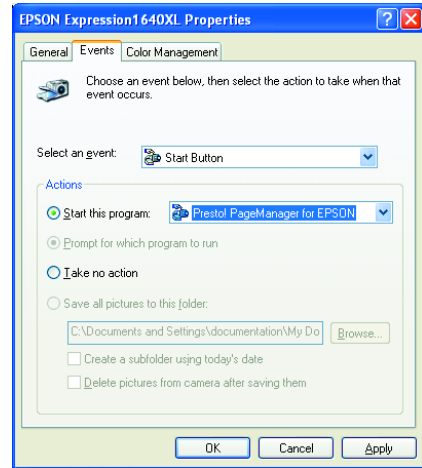 EPSON Expression1640XL Properties
General Events Color Management
Choose an event below, then select the action to take when that
event occurs.
Select an event: Start Button
Actions
Start this program: Presto! PageManager for EPSON
Prompt for which program to run
Take no action
Save all pictures to this folder:
C:\Documents and Settings\documentation\My Do Browse...
Create a subfolder using today's date
Delete pictures from camera after saving them
OK Cancel Apply